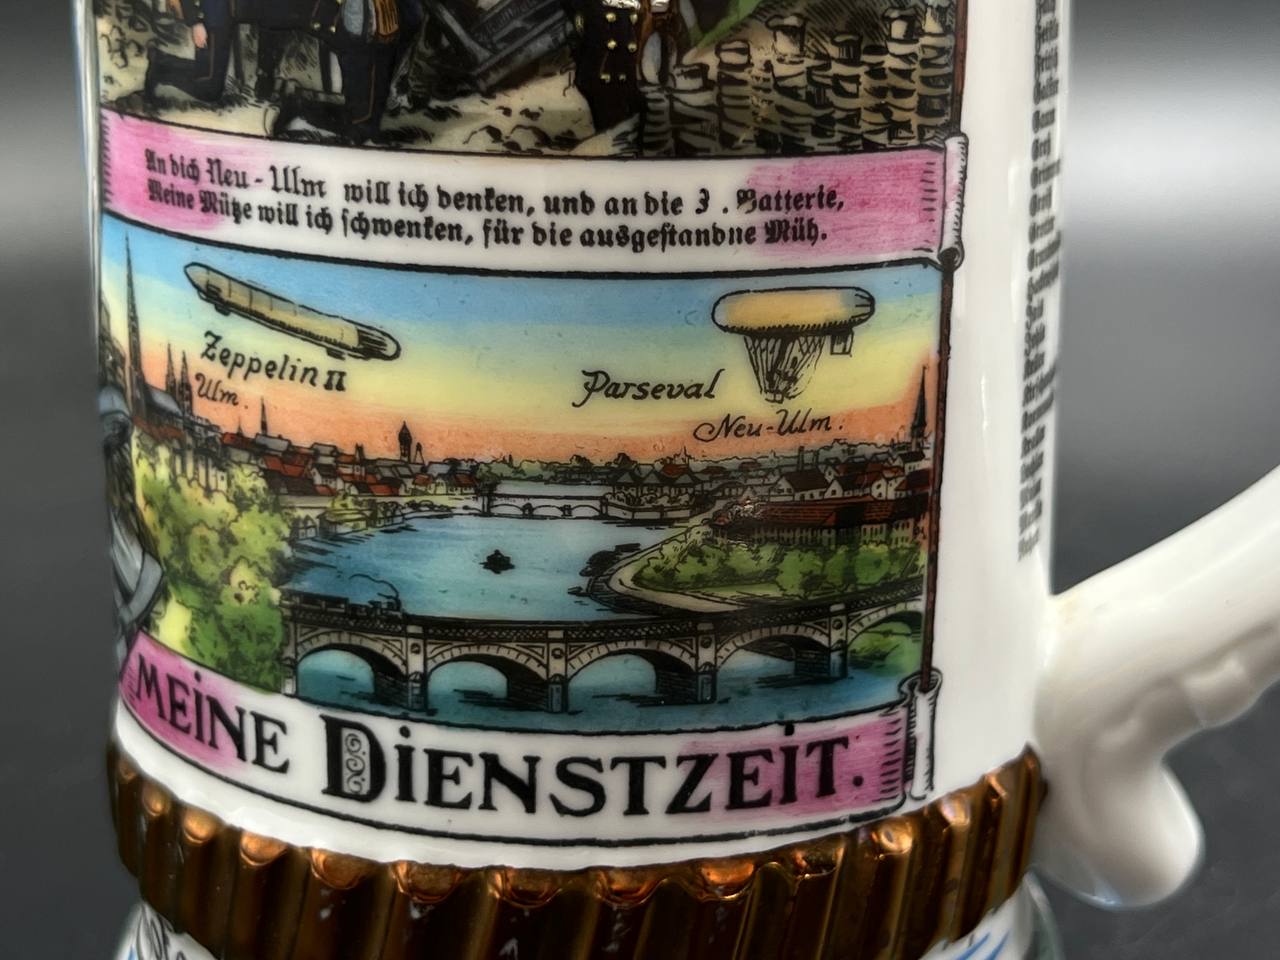 An dich Neu-Ulm will ich denken, und an die 3. Batterie,
Meine Mütze will ich schwenken, für die ausgestandne Müh.
Zeppelin II
Ulm.
Parseval
Neu-Ulm.
MEINE DIENSTZEIT.